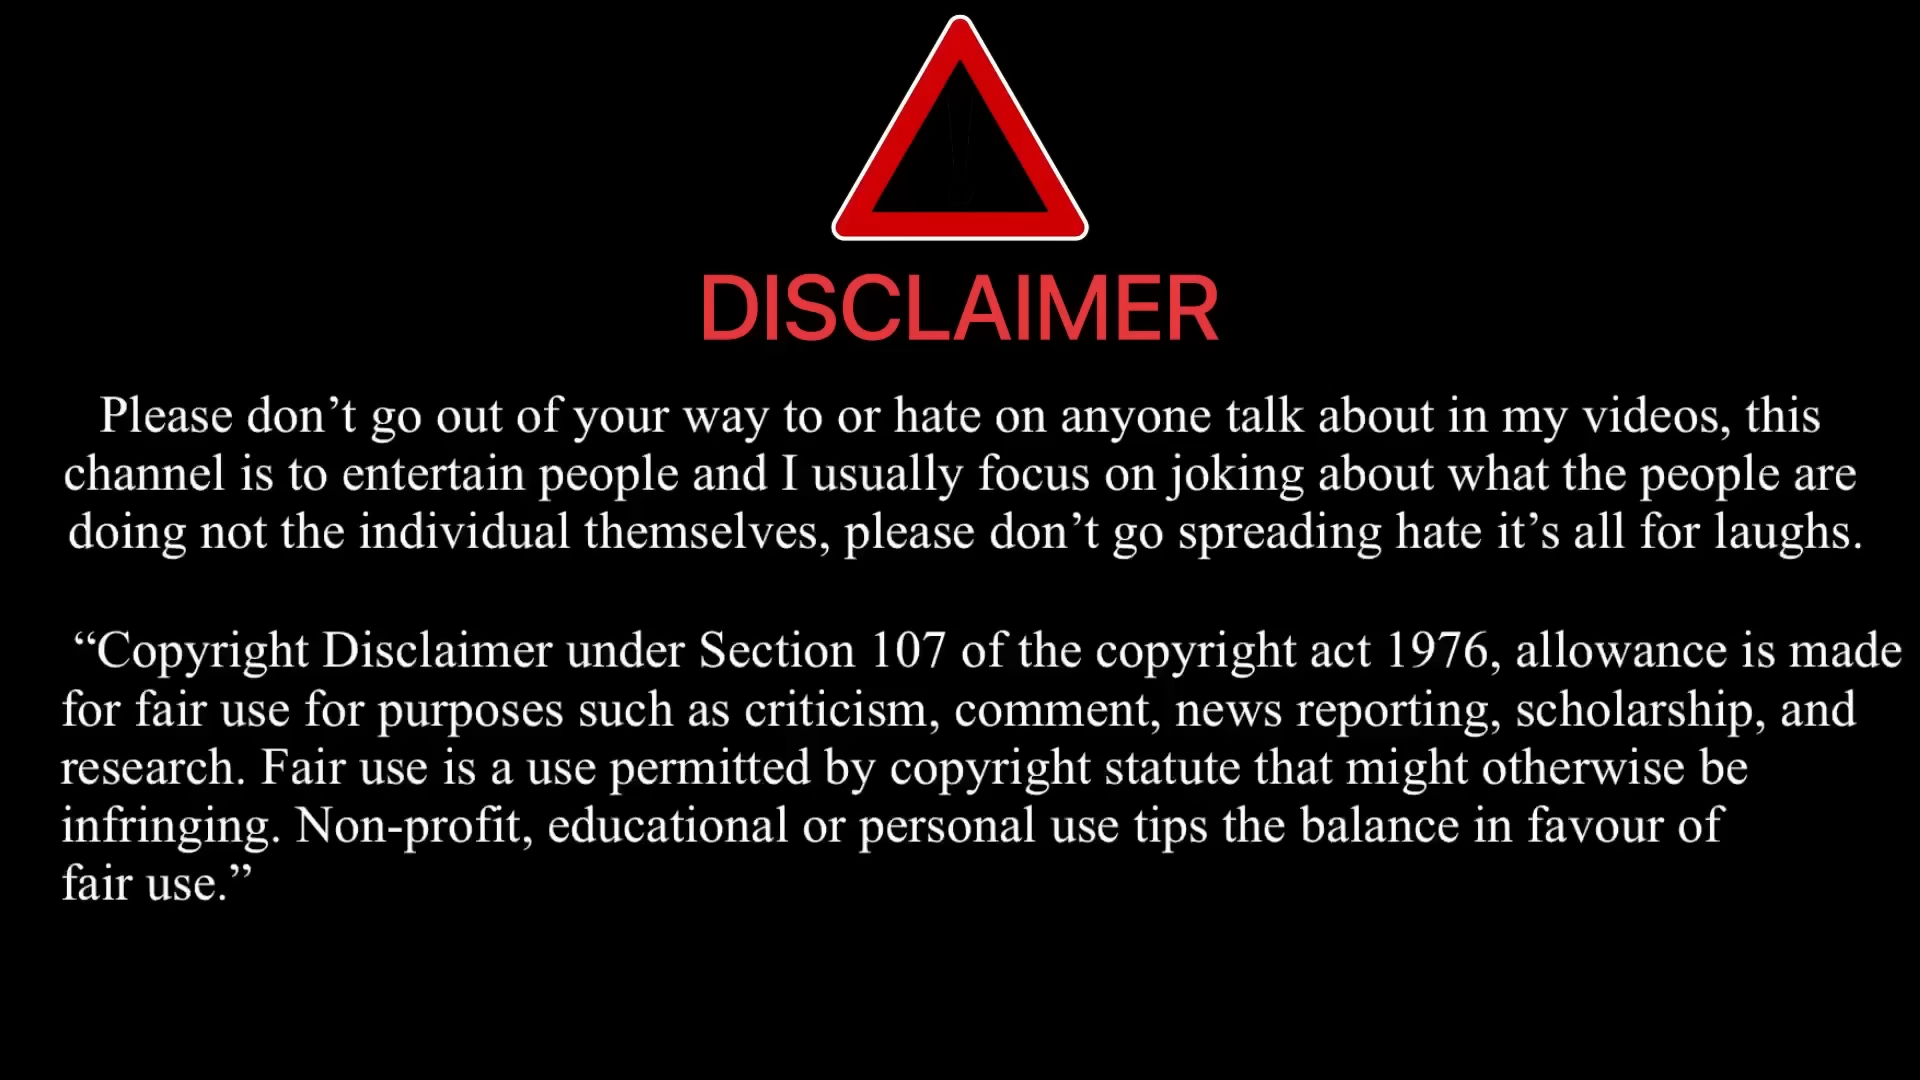 DISCLAIMER
Please don’t go out of your way to or hate on anyone talk about in my videos, this
channel is to entertain people and I usually focus on joking about what the people are
doing not the individual themselves, please don’t go spreading hate it’s all for laughs.
“Copyright Disclaimer under Section 107 of the copyright act 1976, allowance is made
for fair use for purposes such as criticism, comment, news reporting, scholarship, and
research. Fair use is a use permitted by copyright statute that might otherwise be
infringing. Non-profit, educational or personal use tips the balance in favour of
fair use.”